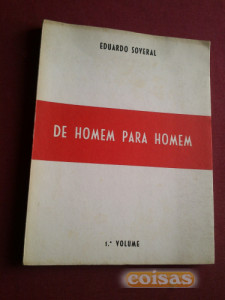 EDUARDO SOVERAL
DE HOMEM PARA HOMEM
1.º VOLUME
coisas